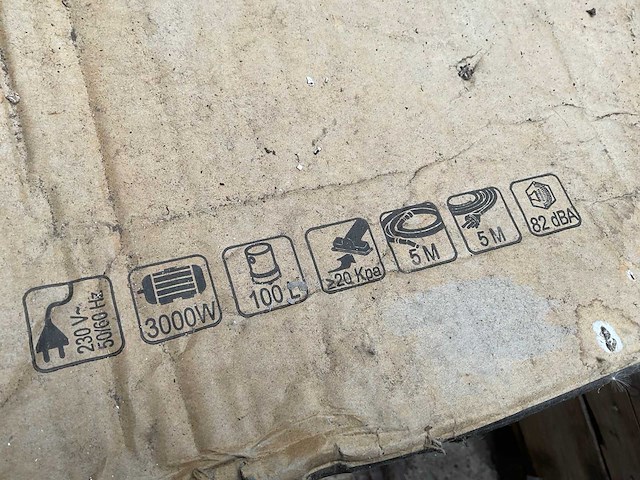 230 V~
50/60 Hz
3000W
100 L
≥20 Kpa
5 M
5 M
82 dBA